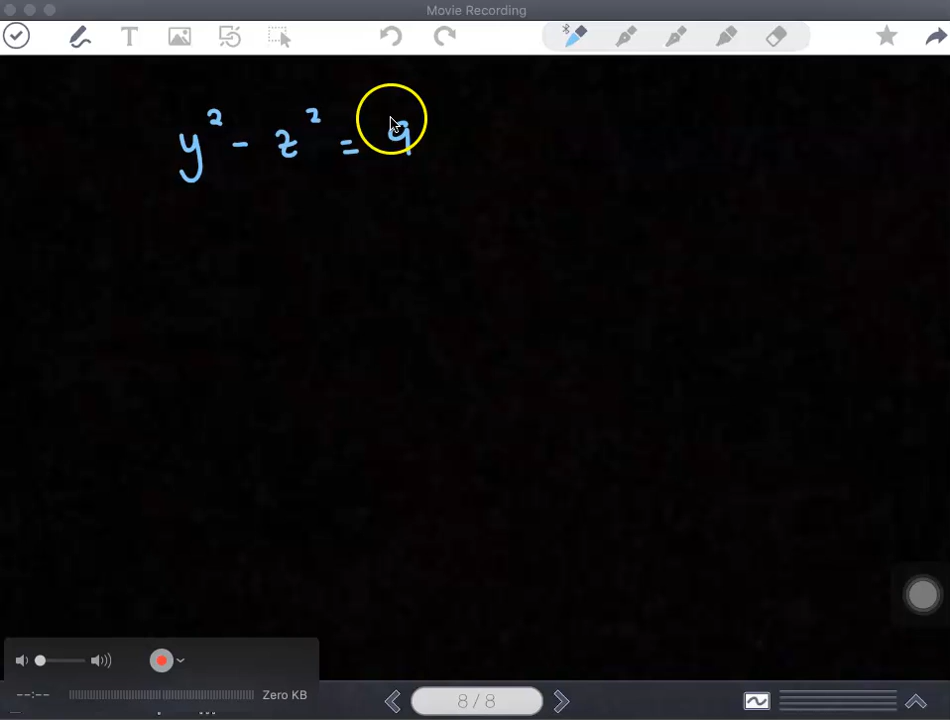 Movie Recording
T
y² - z² = 9
--:-- Zero KB
8/8